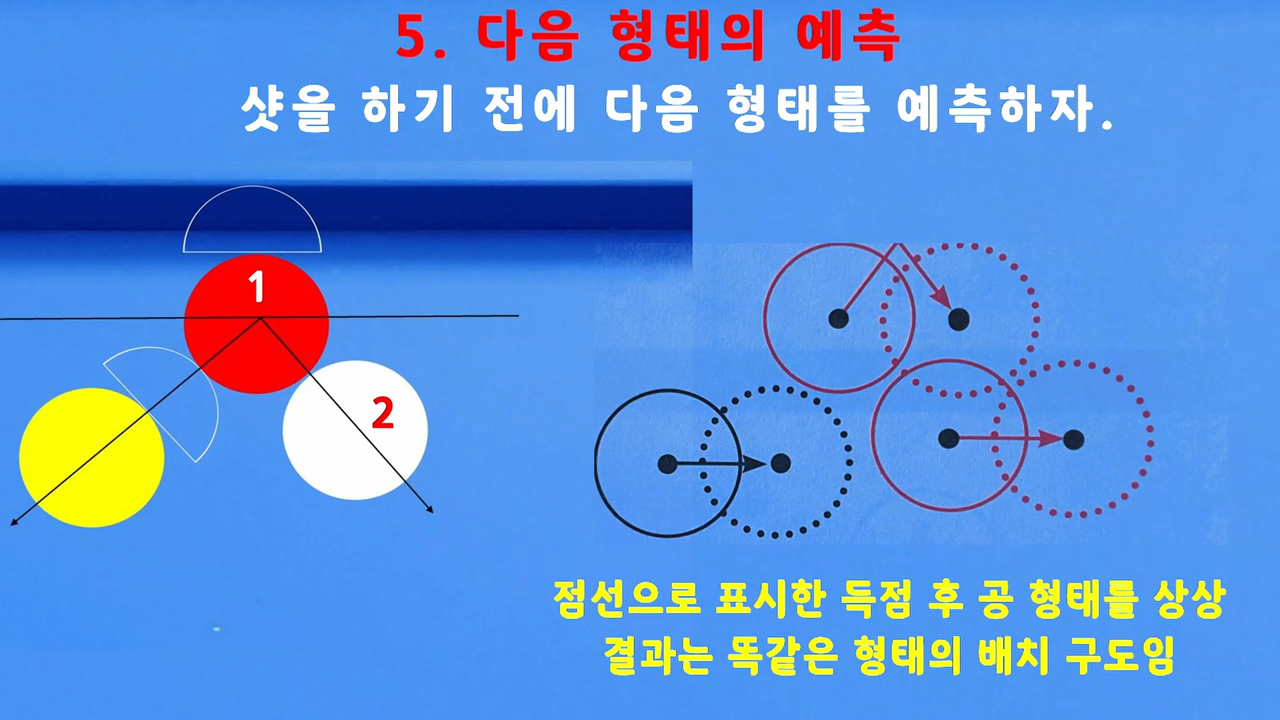 5. 다음 형태의 예측
샷을 하기 전에 다음 형태를 예측하자.
1
2
점선으로 표시한 득점 후 공 형태를 상상
결과는 똑같은 형태의 배치 구도임